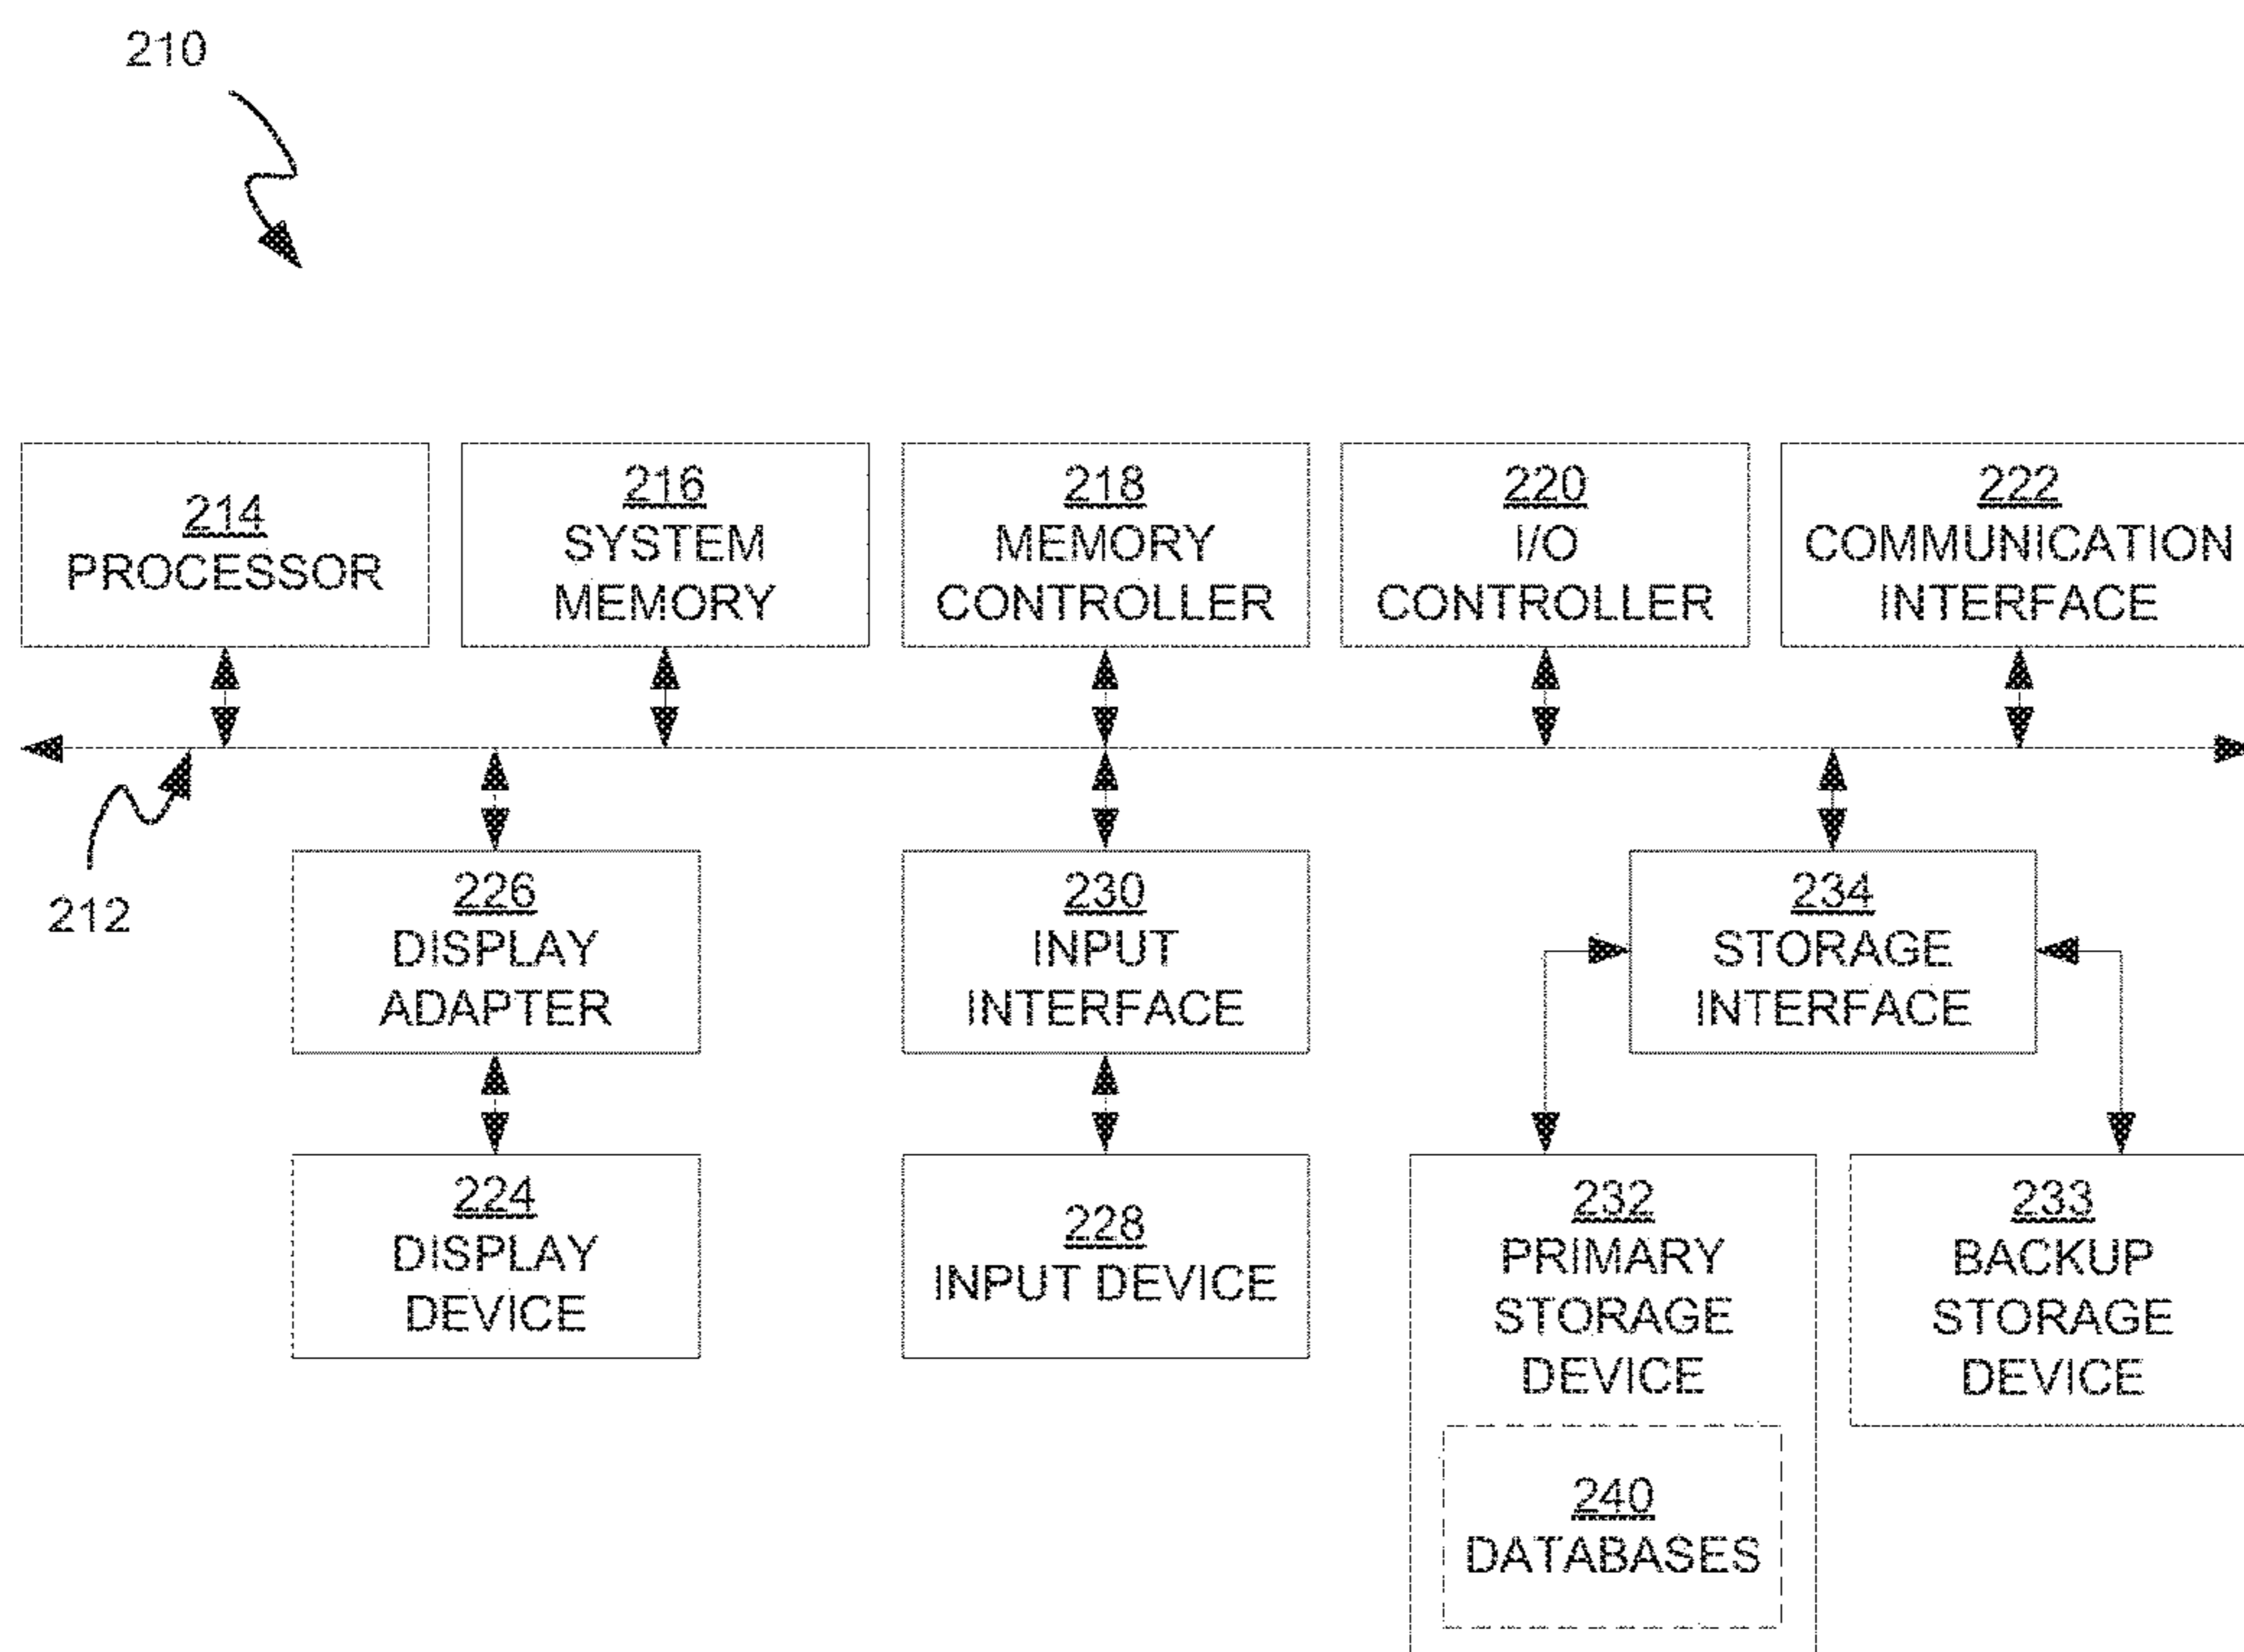 210
214
PROCESSOR
216
SYSTEM
MEMORY
218
MEMORY
CONTROLLER
220
I/O
CONTROLLER
222
COMMUNICATION
INTERFACE
212
226
DISPLAY
ADAPTER
230
INPUT
INTERFACE
234
STORAGE
INTERFACE
224
DISPLAY
DEVICE
228
INPUT DEVICE
232
PRIMARY
STORAGE
DEVICE
233
BACKUP
STORAGE
DEVICE
240
DATABASES